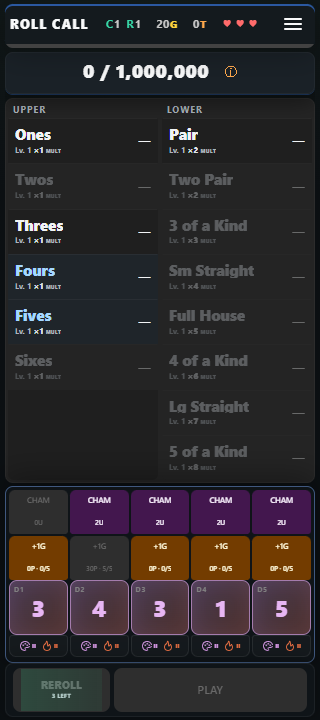 ROLL CALL C1 R1 20G 0T
0 / 1,000,000
UPPER
Ones —
Lv. 1 ×1 MULT
Twos —
Lv. 1 ×1 MULT
Threes —
Lv. 1 ×1 MULT
Fours —
Lv. 1 ×1 MULT
Fives —
Lv. 1 ×1 MULT
Sixes —
Lv. 1 ×1 MULT
LOWER
Pair —
Lv. 1 ×2 MULT
Two Pair —
Lv. 1 ×2 MULT
3 of a Kind —
Lv. 1 ×3 MULT
Sm Straight —
Lv. 1 ×4 MULT
Full House —
Lv. 1 ×5 MULT
4 of a Kind —
Lv. 1 ×6 MULT
Lg Straight —
Lv. 1 ×7 MULT
5 of a Kind —
Lv. 1 ×8 MULT
CHAM CHAM CHAM CHAM CHAM
0U 2U 2U 2U 2U
+1G +1G +1G +1G +1G
0P · 0/5 30P · 5/5 0P · 0/5 0P · 0/5 0P · 0/5
D1 D2 D3 D4 D5
3 4 3 1 5
REROLL
3 LEFT
PLAY